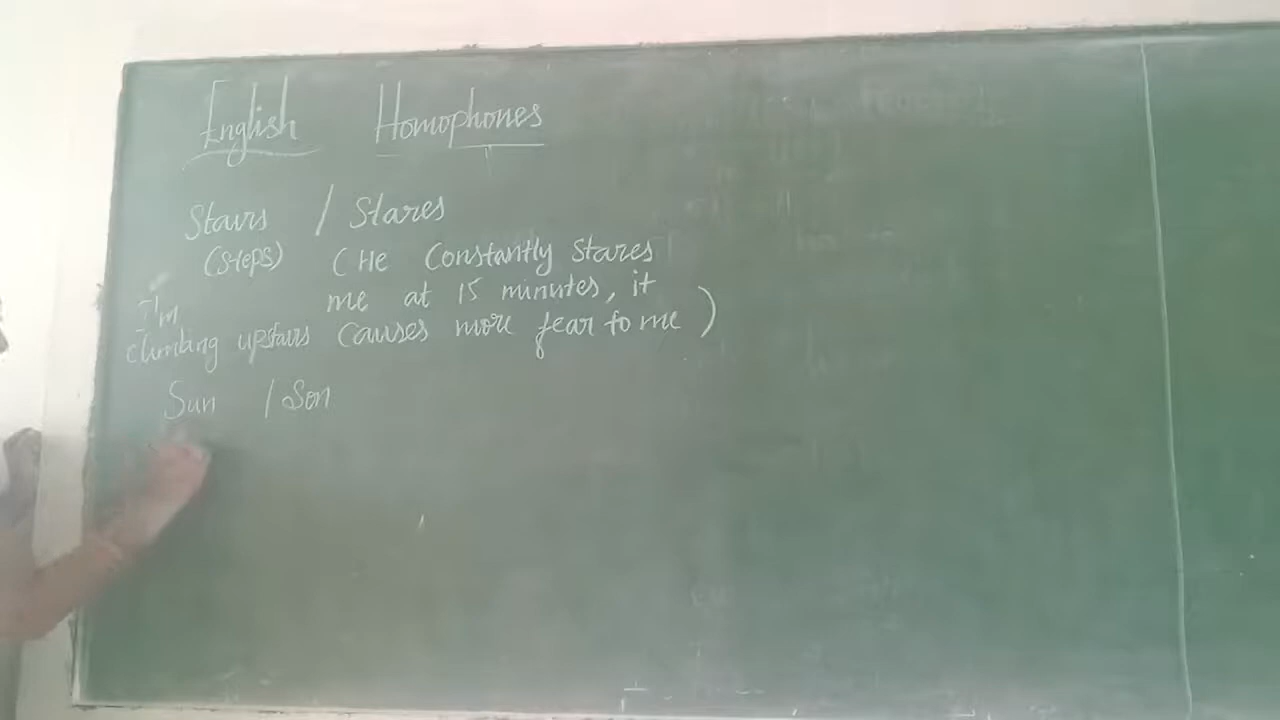 English Homophones
Stairs / Stares
(Steps) (He Constantly stares
I'm me at 15 minutes, it
climbing upstairs causes more fear to me )
Sun / Son